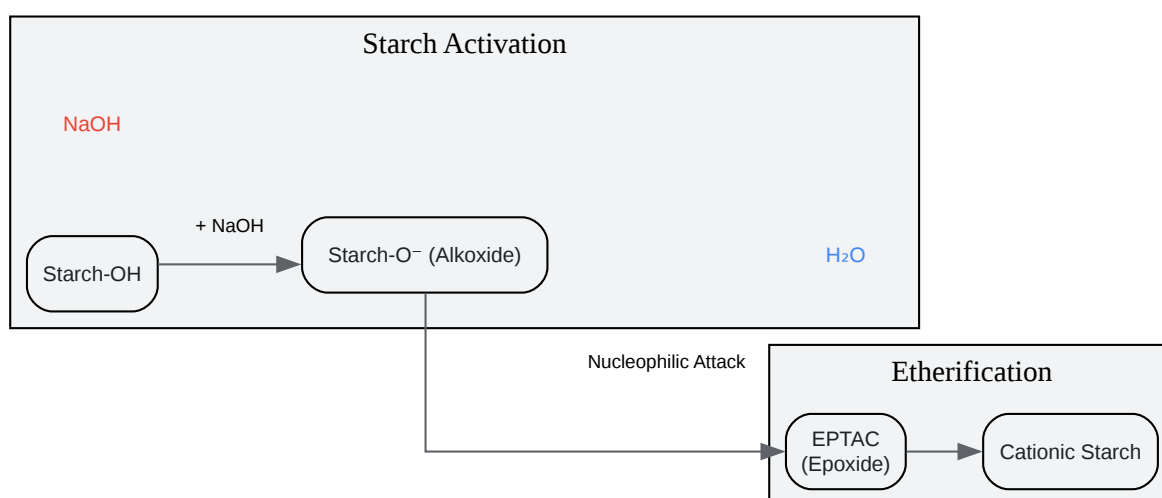 Starch Activation
NaOH
+ NaOH
Starch-OH
Starch-O⁻ (Alkoxide)
H₂O
Nucleophilic Attack
Etherification
EPTAC
(Epoxide)
Cationic Starch